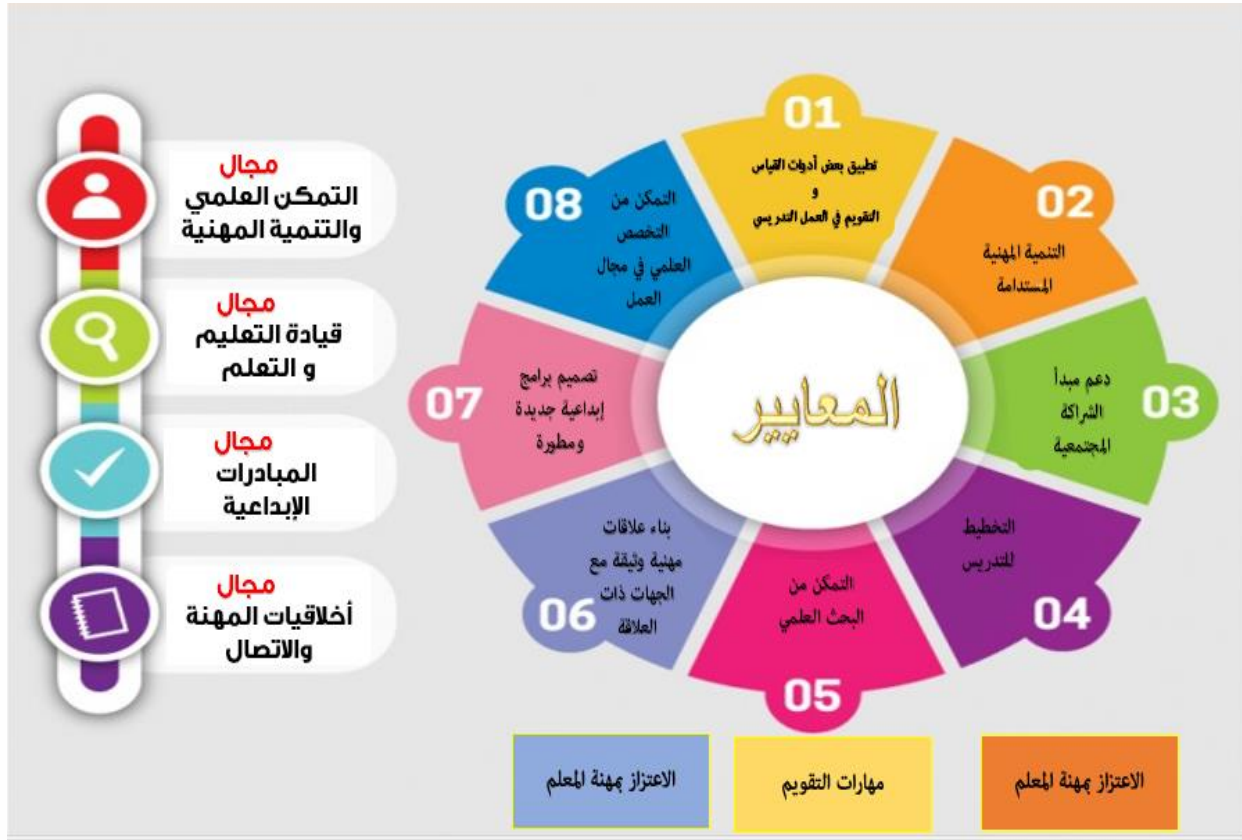 01
تطبيق بعض أدوات القياس
و
التقويم في العمل التدريسي
02
التنمية المهنية
المستدامة
03
دعم مبدأ
الشراكة
المجتمعية
04
التخطيط
للتدريس
05
التمكن من
البحث العلمي
06
بناء علاقات
مهنية وثيقة مع
الجهات ذات
العلاقة
07
تصميم برامج
إبداعية جديدة
ومطورة
08
التمكن من
التخصص
العلمي في مجال
العمل
المعايير
مجال
التمكن العلمي
والتنمية المهنية
مجال
قيادة التعليم
و التعلم
مجال
المبادرات
الإبداعية
مجال
أخلاقيات المهنة
والاتصال
الاعتزاز بمهنة المعلم
مهارات التقويم
الاعتزاز بمهنة المعلم